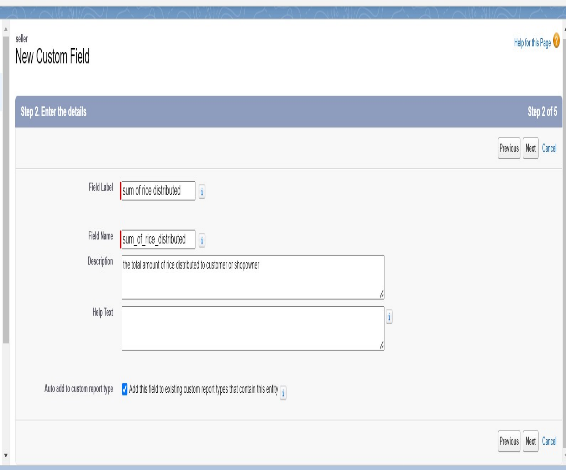 seller
New Custom Field
Help for this Page ?
Step 2. Enter the details
Step 2 of 5
Previous Next Cancel
Field Label sum of rice distributed i
Field Name sum_of_rice_distributed i
Description the total amount of rice distributed to customer or shopowner
Help Text i
Auto add to custom report type Add this field to existing custom report types that contain this entity i
Previous Next Cancel